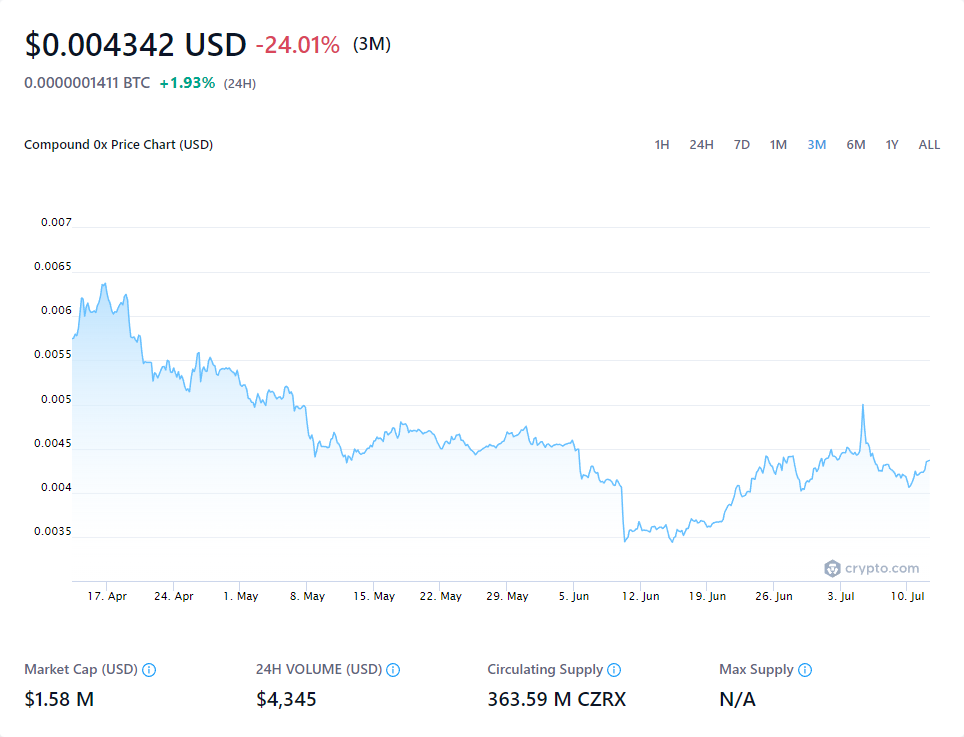 $0.004342 USD -24.01% (3M)
0.0000001411 BTC +1.93% (24H)
Compound 0x Price Chart (USD)
1H 24H 7D 1M 3M 6M 1Y ALL
0.007
0.0065
0.006
0.0055
0.005
0.0045
0.004
0.0035
crypto.com
17. Apr 24. Apr 1. May 8. May 15. May 22. May 29. May 5. Jun 12. Jun 19. Jun 26. Jun 3. Jul 10. Jul
Market Cap (USD) 24H VOLUME (USD) Circulating Supply Max Supply
$1.58 M $4,345 363.59 M CZRX N/A